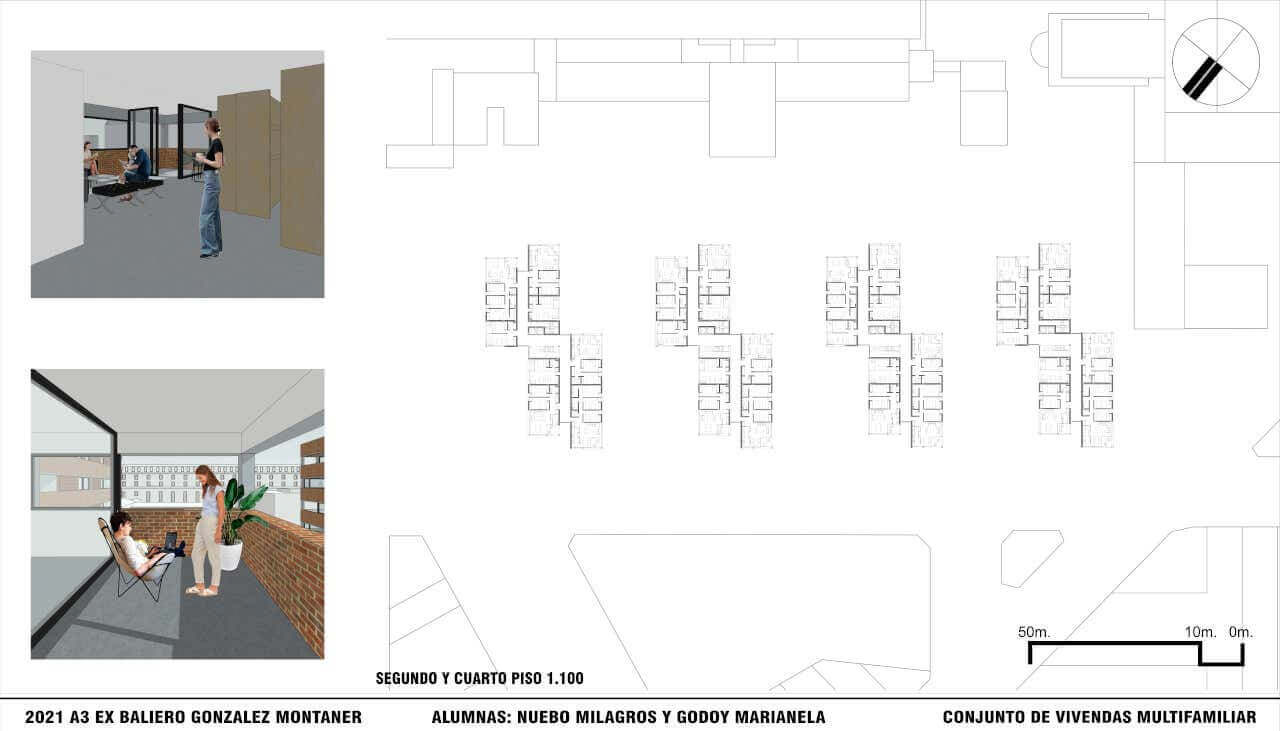 50m. 10m. 0m.
SEGUNDO Y CUARTO PISO 1.100
2021 A3 EX BALIERO GONZALEZ MONTANER
ALUMNAS: NUEBO MILAGROS Y GODOY MARIANELA
CONJUNTO DE VIVENDAS MULTIFAMILIAR